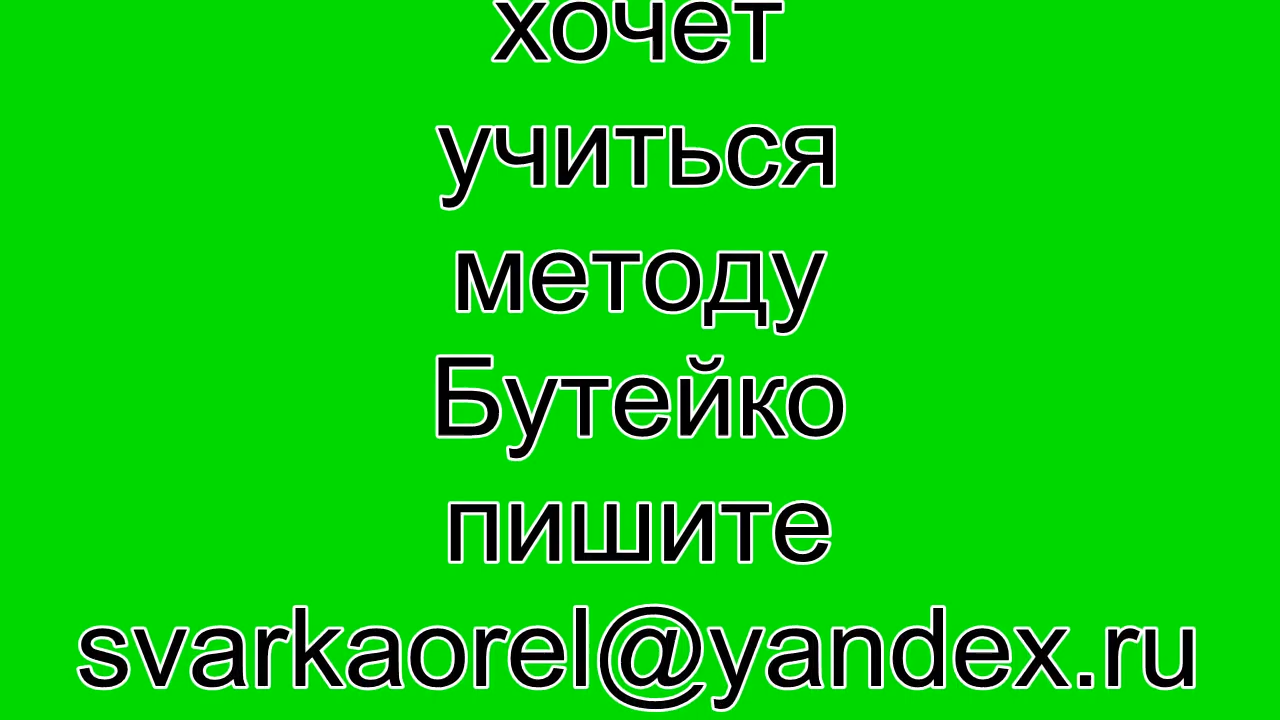 хочет
учиться
методу
Бутейко
пишите
svarkaorel@yandex.ru